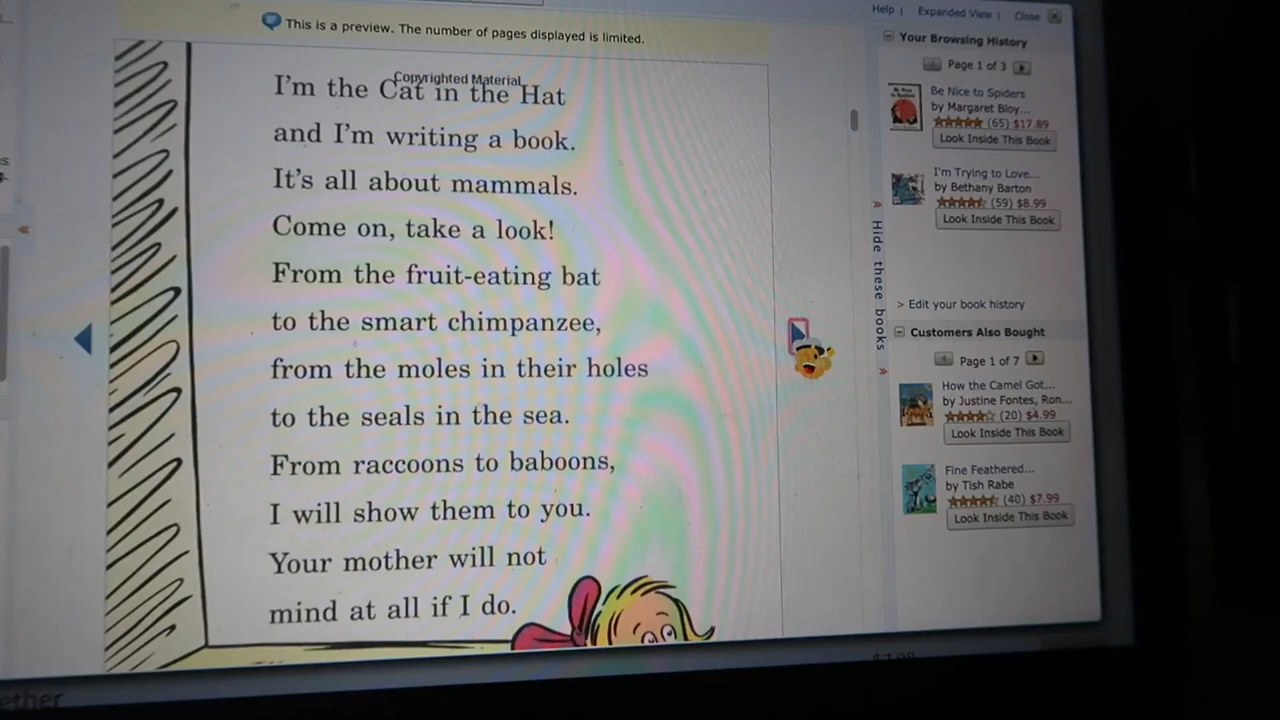 Help | Expanded View | Close
This is a preview. The number of pages displayed is limited.
Copyrighted Material
I'm the Cat in the Hat
and I'm writing a book.
It's all about mammals.
Come on, take a look!
From the fruit-eating bat
to the smart chimpanzee,
from the moles in their holes
to the seals in the sea.
From raccoons to baboons,
I will show them to you.
Your mother will not
mind at all if I do.
Hide these books
Your Browsing History
Page 1 of 3
Be Nice to Spiders
by Margaret Bloy...
(65) $17.89
Look Inside This Book
I'm Trying to Love...
by Bethany Barton
(59) $8.99
Look Inside This Book
> Edit your book history
Customers Also Bought
Page 1 of 7
How the Camel Got...
by Justine Fontes, Ron...
(20) $4.99
Look Inside This Book
Fine Feathered...
by Tish Rabe
(40) $7.99
Look Inside This Book
ether